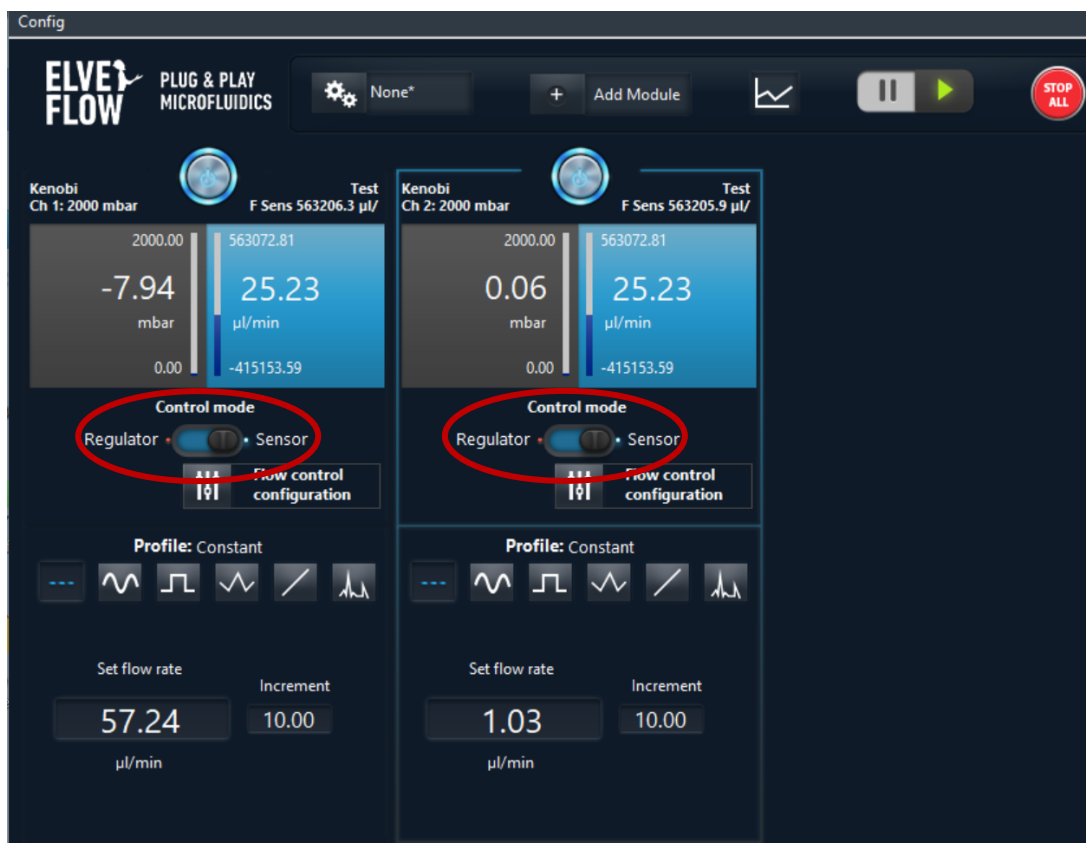 Config
ELVE
FLOW
PLUG & PLAY
MICROFLUIDICS
None*
+ Add Module
STOP
ALL
Kenobi
Ch 1: 2000 mbar
Test
F Sens 563206.3 µl/
2000.00
-7.94
mbar
0.00
563072.81
25.23
µl/min
-415153.59
Control mode
Regulator
Sensor
Flow control
configuration
Profile: Constant
Set flow rate
57.24
µl/min
Increment
10.00
Kenobi
Ch 2: 2000 mbar
Test
F Sens 563205.9 µl/
2000.00
0.06
mbar
0.00
563072.81
25.23
µl/min
-415153.59
Control mode
Regulator
Sensor
Flow control
configuration
Profile: Constant
Set flow rate
1.03
µl/min
Increment
10.00